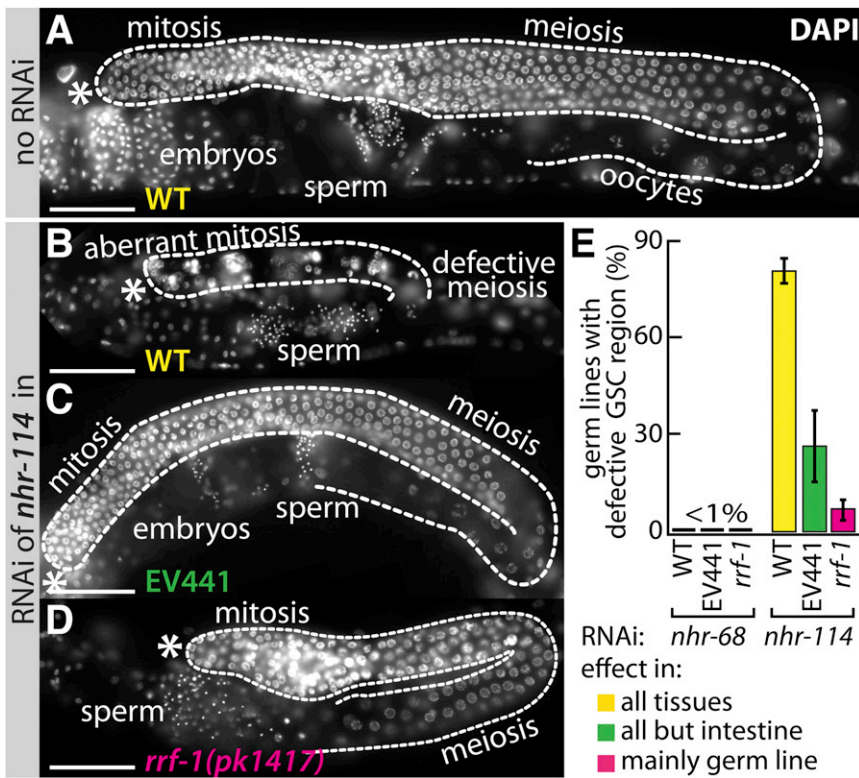 no RNAi
A
mitosis
meiosis
DAPI
*
embryos
sperm
oocytes
WT
RNAi of nhr-114 in
B
aberrant mitosis
defective
meiosis
*
sperm
WT
C
mitosis
meiosis
sperm
embryos
*
EV441
D
mitosis
*
sperm
meiosis
rrf-1(pk1417)
E
germ lines with
defective GSC region (%)
90
60
30
0
<1%
WT
EV441
rrf-1
WT
EV441
rrf-1
RNAi: nhr-68 nhr-114
effect in:
all tissues
all but intestine
mainly germ line